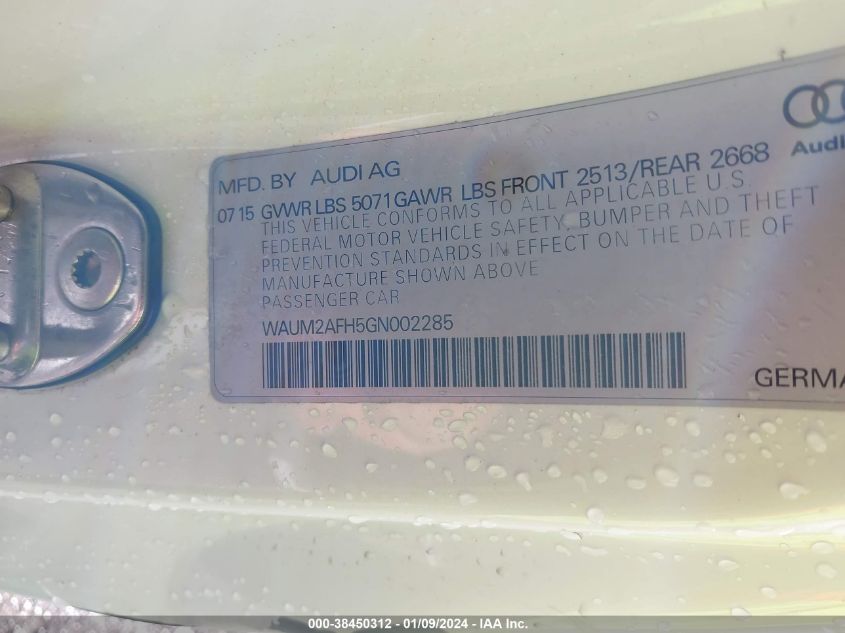 MFD. BY AUDI AG
Audi
07 15 GVWR LBS 5071 GAWR LBS FRONT 2513/REAR 2668
THIS VEHICLE CONFORMS TO ALL APPLICABLE U.S.
FEDERAL MOTOR VEHICLE SAFETY, BUMPER AND THEFT
PREVENTION STANDARDS IN EFFECT ON THE DATE OF
MANUFACTURE SHOWN ABOVE
PASSENGER CAR
WAUM2AFH5GN002285
GERMA
000-38450312 - 01/09/2024 - IAA Inc.